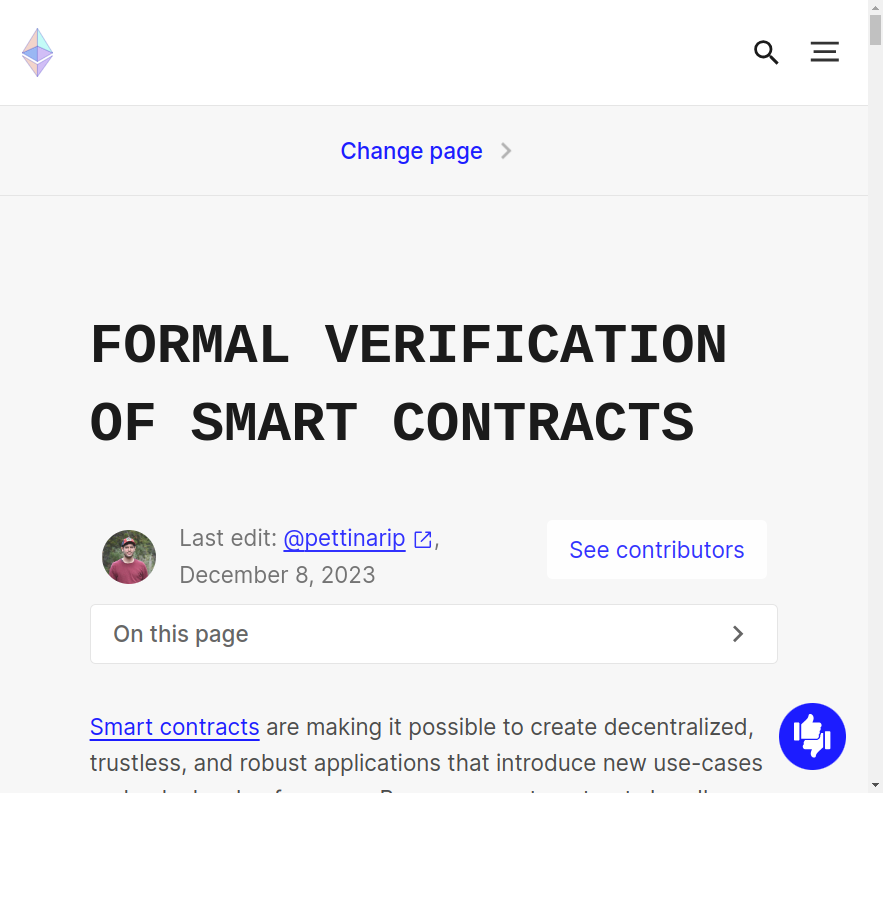 Change page
FORMAL VERIFICATION
OF SMART CONTRACTS
Last edit: @pettinarip,
December 8, 2023
See contributors
On this page
Smart contracts are making it possible to create decentralized,
trustless, and robust applications that introduce new use-cases